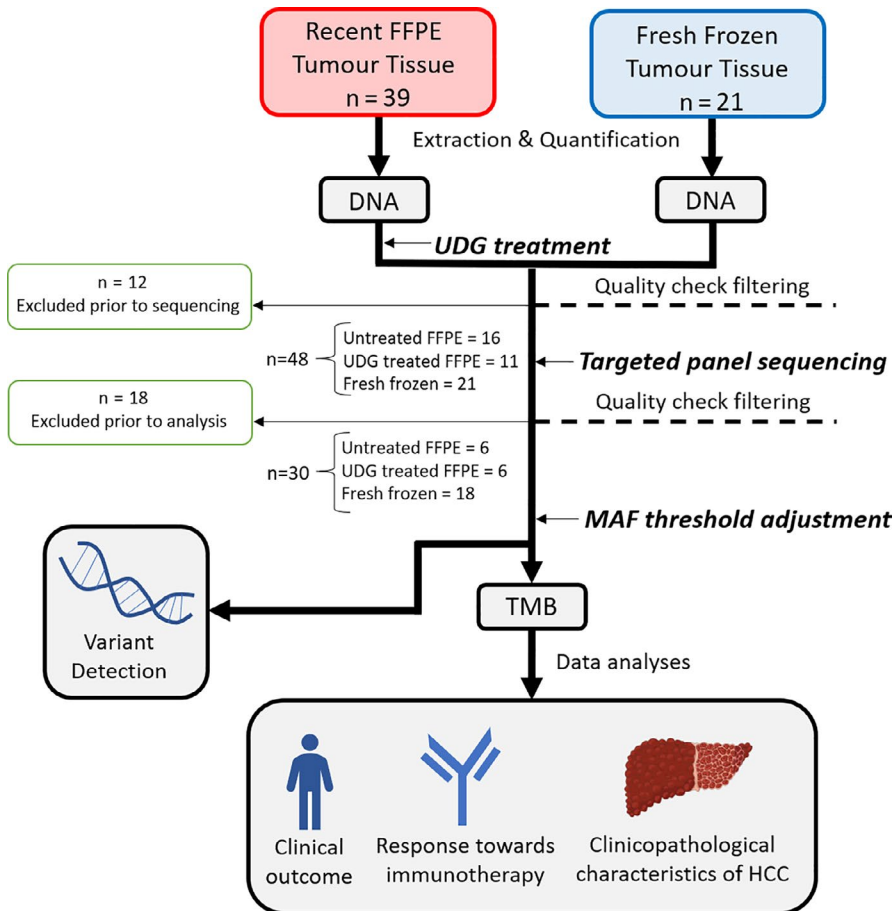 Recent FFPE
Tumour Tissue
n = 39
Fresh Frozen
Tumour Tissue
n = 21
Extraction & Quantification
DNA
DNA
UDG treatment
n = 12
Excluded prior to sequencing
Quality check filtering
n=48
Untreated FFPE = 16
UDG treated FFPE = 11
Fresh frozen = 21
Targeted panel sequencing
n = 18
Excluded prior to analysis
Quality check filtering
n=30
Untreated FFPE = 6
UDG treated FFPE = 6
Fresh frozen = 18
MAF threshold adjustment
Variant
Detection
TMB
Data analyses
Clinical
outcome
Response towards
immunotherapy
Clinicopathological
characteristics of HCC